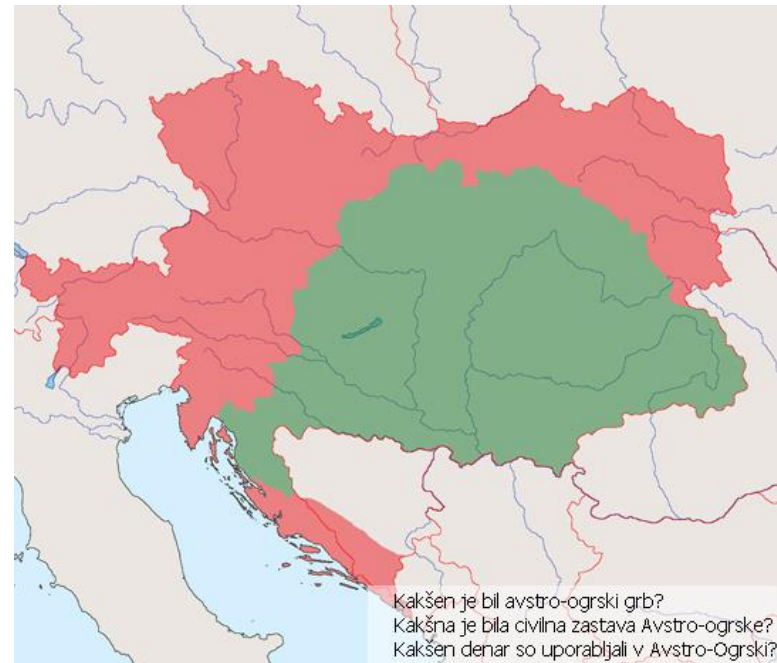 Kakšen je bil avstro-ogrski grb?
Kakšna je bila civilna zastava Avstro-ogrske?
Kakšen denar so uporabljali v Avstro-Ogrski?